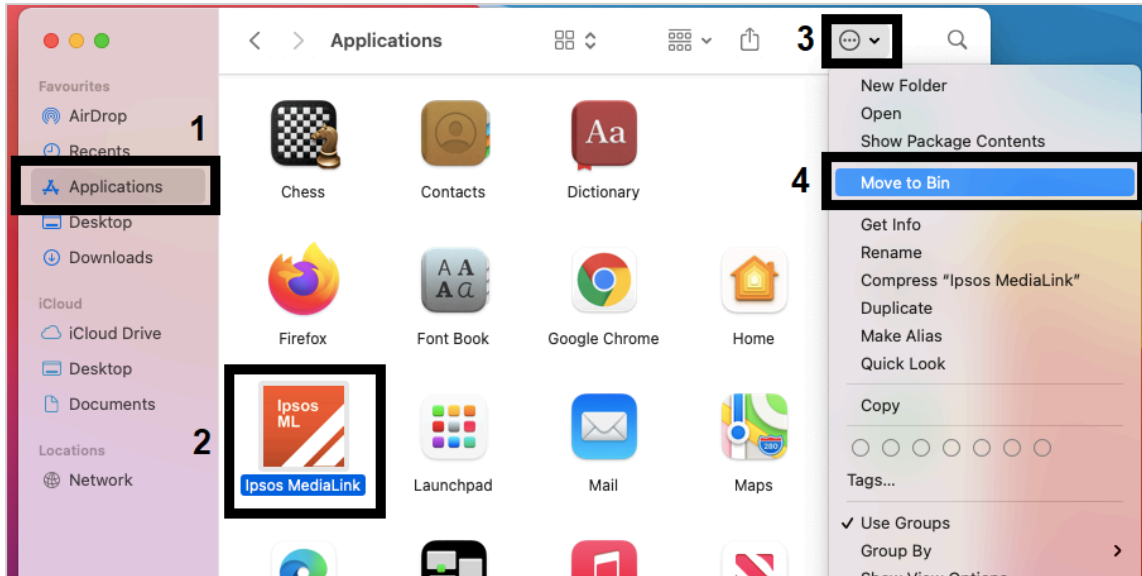 Applications
3
Favourites
AirDrop
1
Recents
Applications
Desktop
Downloads
iCloud
iCloud Drive
Desktop
Documents
Locations
Network
Chess
Contacts
Aa
Dictionary
Firefox
A A
A a
Font Book
Google Chrome
Home
2
Ipsos
ML
Ipsos MediaLink
Launchpad
Mail
280
Maps
New Folder
Open
Show Package Contents
4
Move to Bin
Get Info
Rename
Compress “Ipsos MediaLink”
Duplicate
Make Alias
Quick Look
Copy
Tags...
Use Groups
Group By
Show View Options